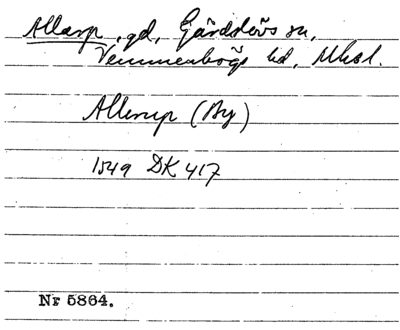 Allarp, gd, Gärdslövs sn,
Vemmenhögs hd, Mhsl.
Allerup (By)
1549 DK 417
Nr 5864.